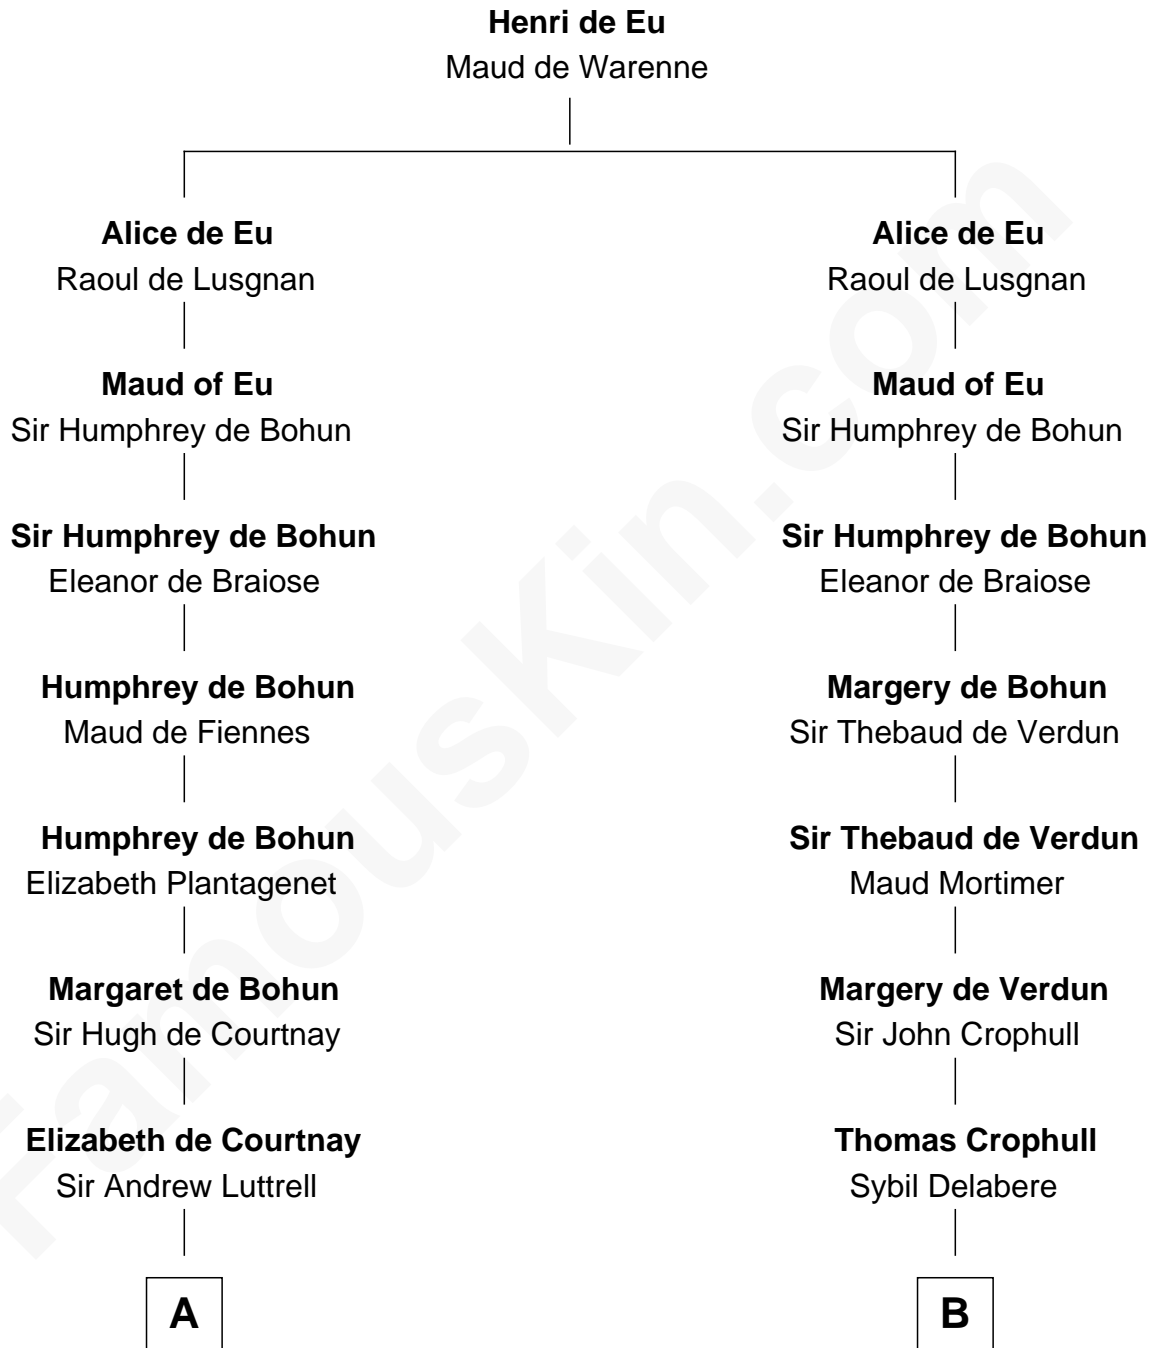 Henri de Eu
Maud de Warenne
Alice de Eu
Raoul de Lusgnan
Maud of Eu
Sir Humphrey de Bohun
Sir Humphrey de Bohun
Eleanor de Braiose
Humphrey de Bohun
Maud de Fiennes
Humphrey de Bohun
Elizabeth Plantagenet
Margaret de Bohun
Sir Hugh de Courtnay
Elizabeth de Courtnay
Sir Andrew Luttrell
A
Alice de Eu
Raoul de Lusgnan
Maud of Eu
Sir Humphrey de Bohun
Sir Humphrey de Bohun
Eleanor de Braiose
Margery de Bohun
Sir Thebaud de Verdun
Sir Thebaud de Verdun
Maud Mortimer
Margery de Verdun
Sir John Crophull
Thomas Crophull
Sybil Delabere
B
FamousKin.com